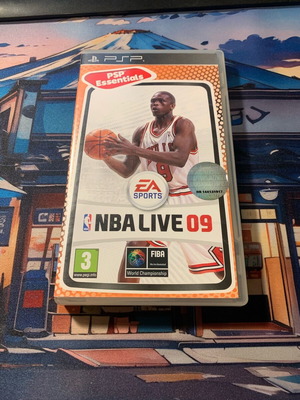 PSP
PSP
Essentials
EA
SPORTS
NBA LIVE 09
3
www.pegi.info
FIBA
World Championship